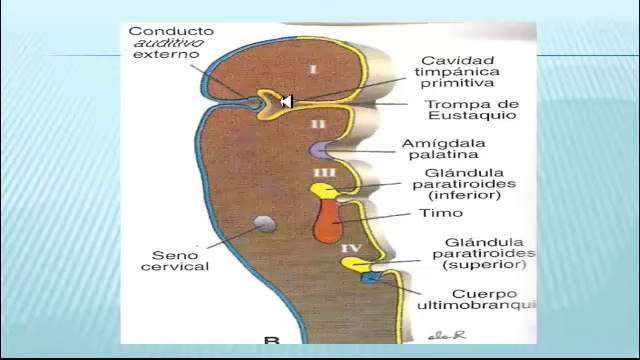 Conducto
auditivo
externo
I
Cavidad
timpánica
primitiva
Trompa de
Eustaquio
II
Amígdala
palatina
III
Glándula
paratiroides
(inferior)
Timo
Seno
cervical
IV
Glándula
paratiroides
(superior)
Cuerpo
ultimobranqui
B